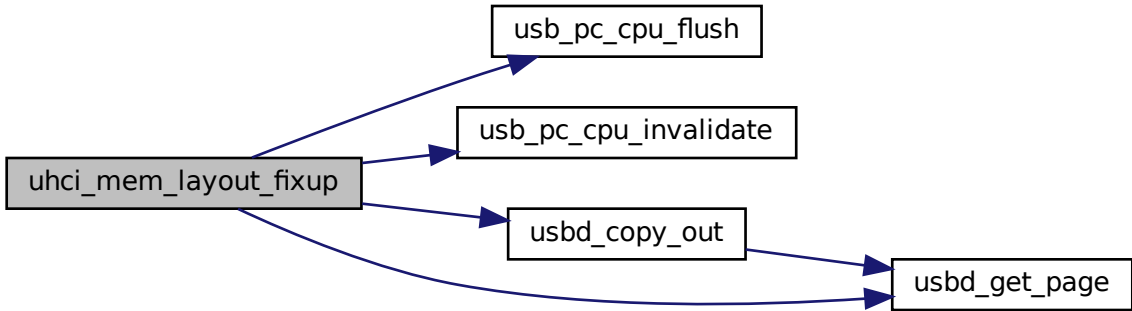 usb_pc_cpu_flush
usb_pc_cpu_invalidate
uhci_mem_layout_fixup
usbd_copy_out
usbd_get_page